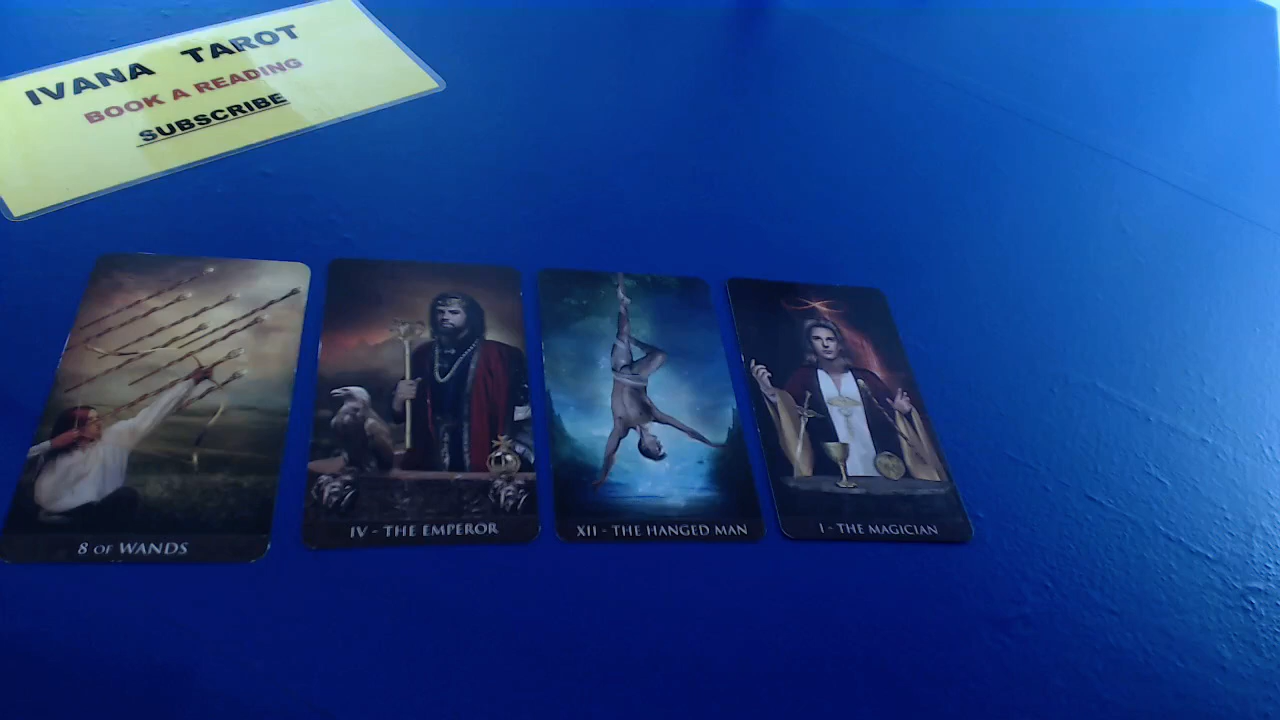 IVANA TAROT
BOOK A READING
SUBSCRIBE
8 OF WANDS
IV - THE EMPEROR
XII - THE HANGED MAN
I - THE MAGICIAN